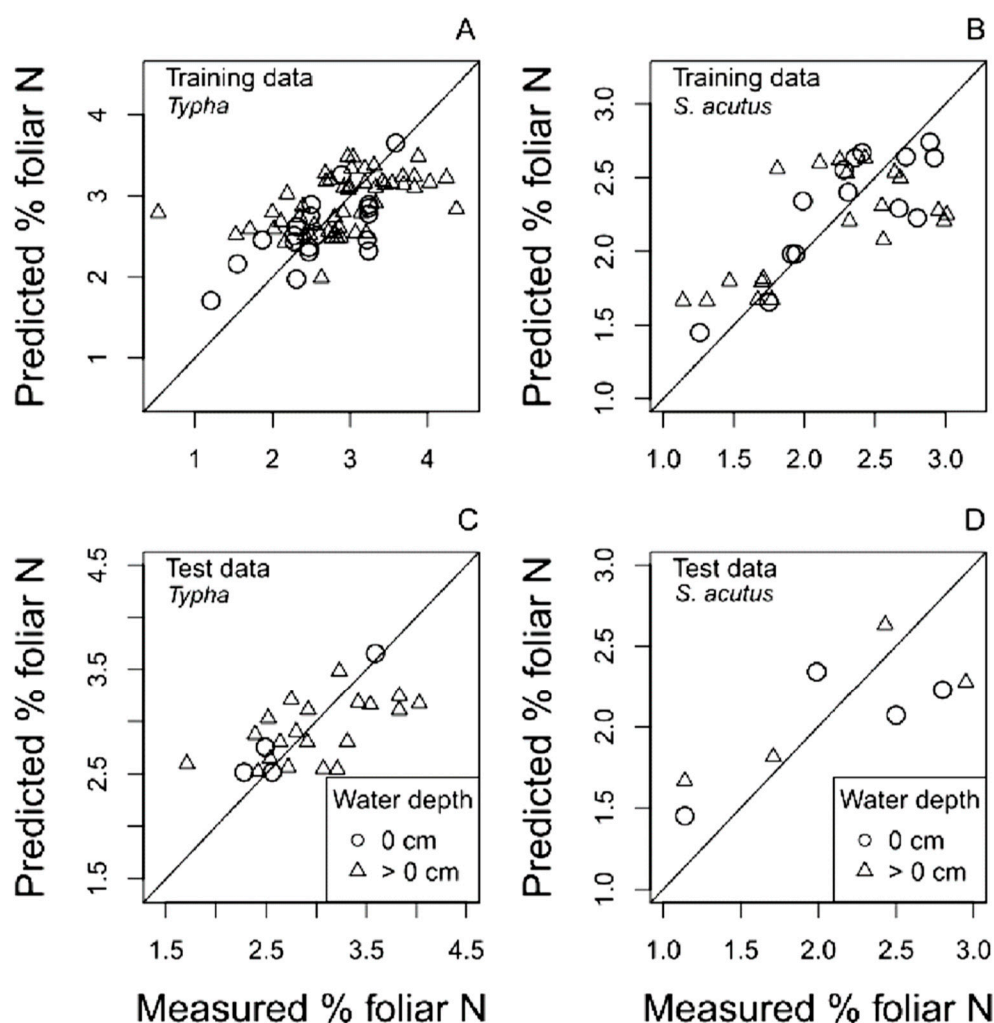 A
B
Training data
Typha
Training data
S. acutus
Predicted % foliar N
4
3
2
1
1 2 3 4
Predicted % foliar N
3.0
2.5
2.0
1.5
1.0
1.0 1.5 2.0 2.5 3.0
C
D
Test data
Typha
Test data
S. acutus
Predicted % foliar N
4.5
3.5
2.5
1.5
Water depth
0 cm
> 0 cm
1.5 2.5 3.5 4.5
Measured % foliar N
Predicted % foliar N
3.0
2.5
2.0
1.5
1.0
Water depth
0 cm
> 0 cm
1.0 1.5 2.0 2.5 3.0
Measured % foliar N